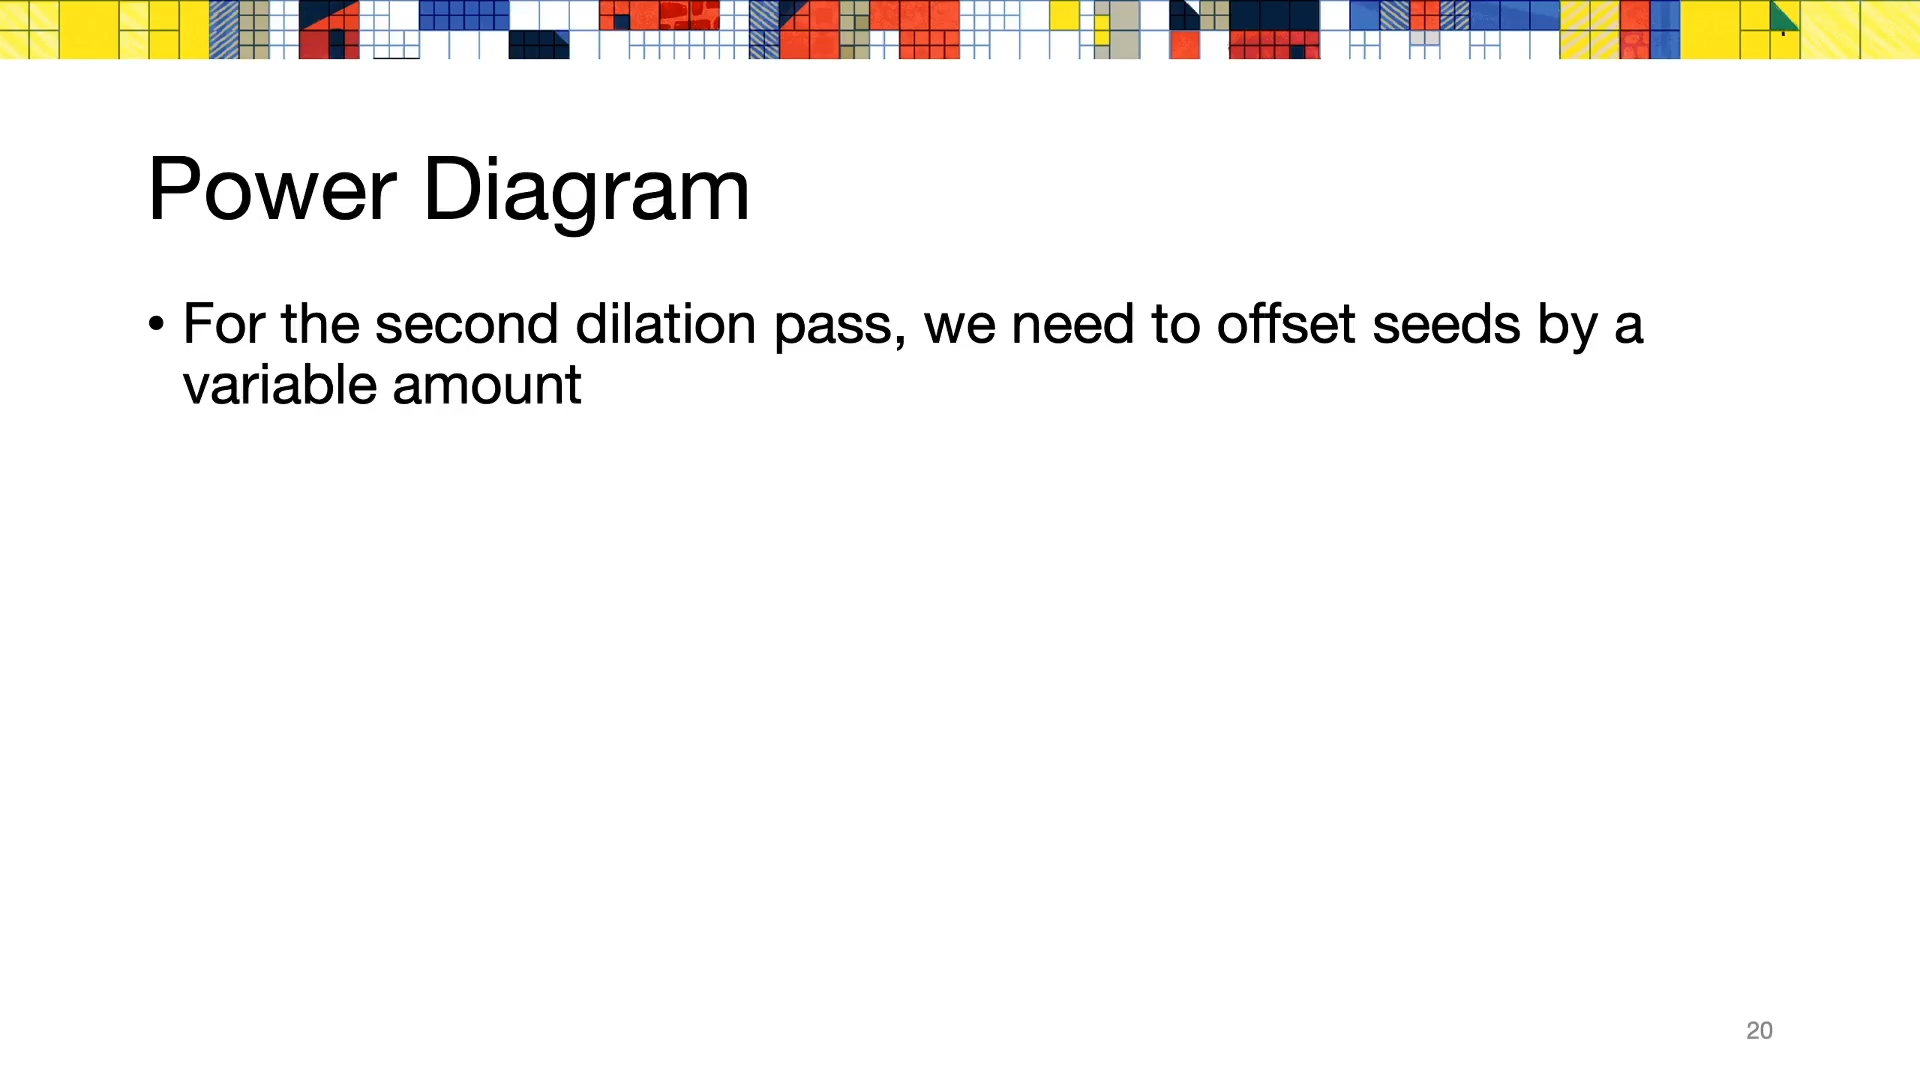 Power Diagram
• For the second dilation pass, we need to offset seeds by a
variable amount
20